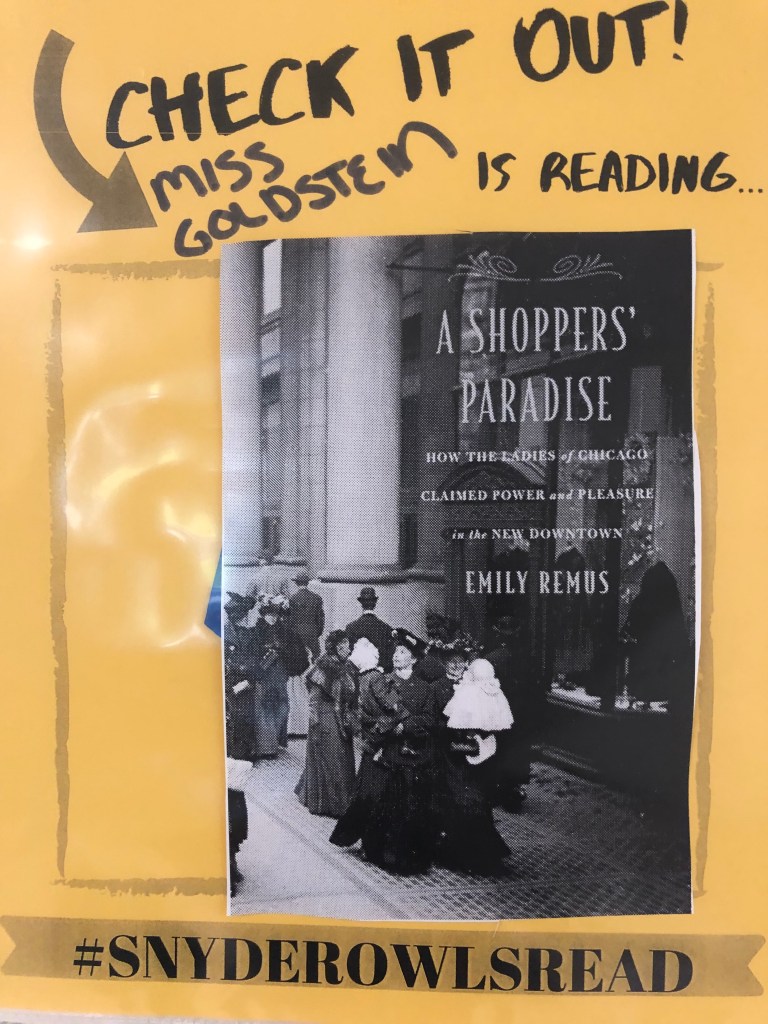 CHECK IT OUT!
MISS
GOLDSTEIN
IS READING...
A SHOPPERS'
PARADISE
HOW THE LADIES of CHICAGO
CLAIMED POWER and PLEASURE
in the NEW DOWNTOWN
EMILY REMUS
#SNYDEROWLSREAD